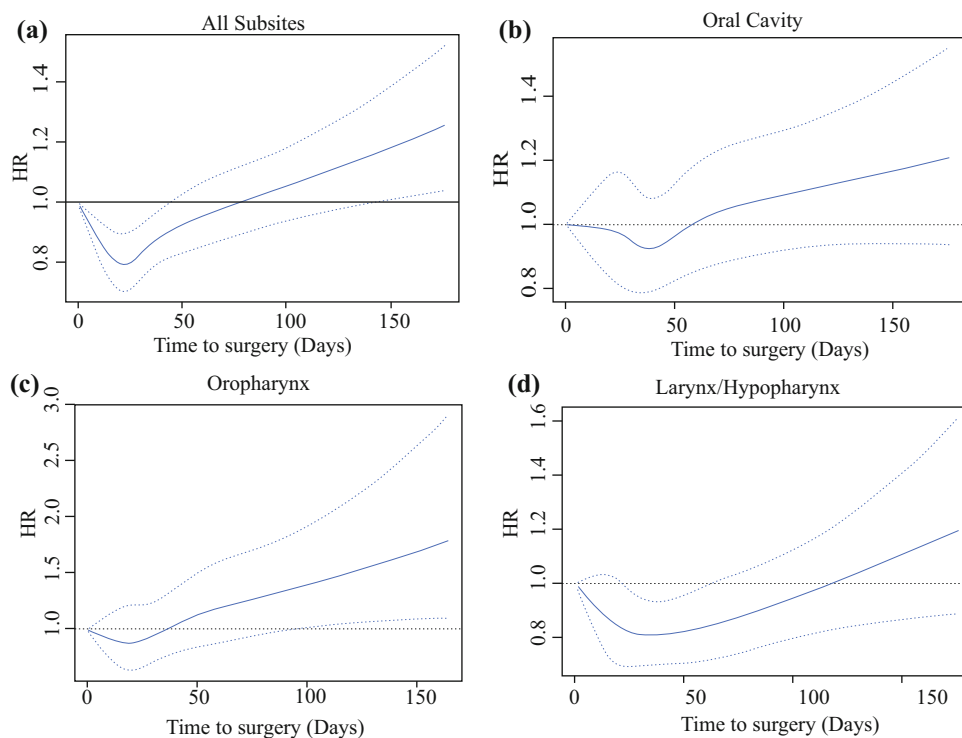 (a)
All Subsites
HR
0.8 1.0 1.2 1.4
0 50 100 150
Time to surgery (Days)
(b)
Oral Cavity
HR
0.8 1.0 1.2 1.4
0 50 100 150
Time to surgery (Days)
(c)
Oropharynx
HR
1.0 1.5 2.0 2.5 3.0
0 50 100 150
Time to surgery (Days)
(d)
Larynx/Hypopharynx
HR
0.8 1.0 1.2 1.4 1.6
0 50 100 150
Time to surgery (Days)